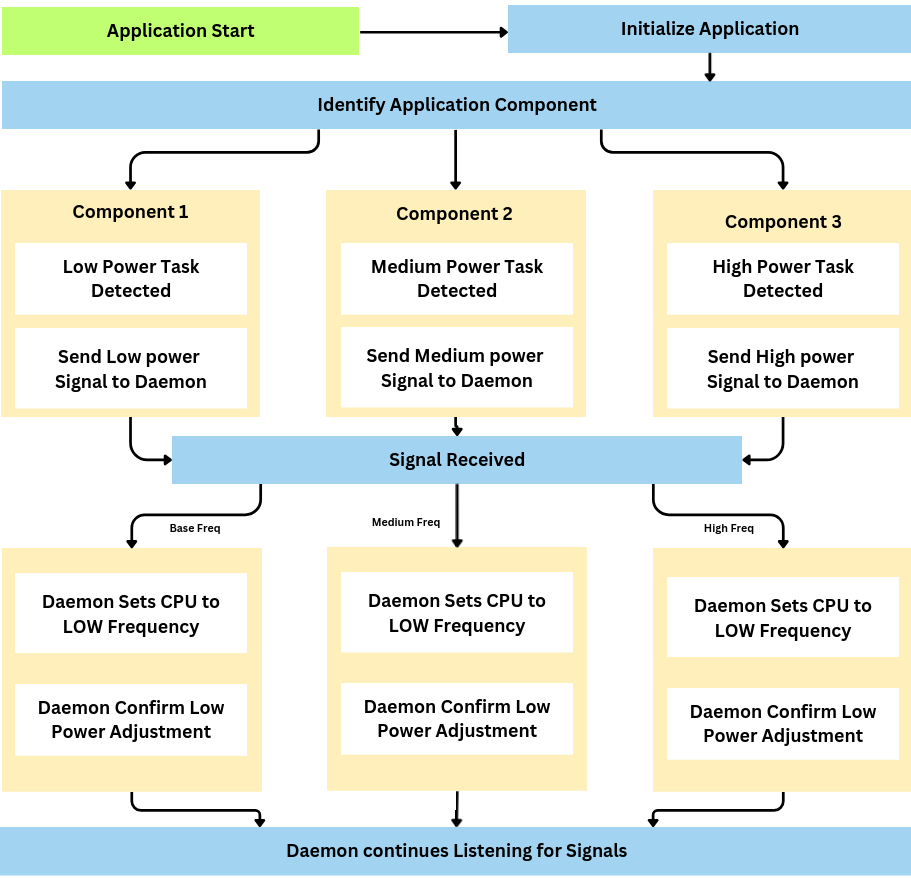 Application Start
Initialize Application
Identify Application Component
Component 1
Low Power Task
Detected
Send Low power
Signal to Daemon
Component 2
Medium Power Task
Detected
Send Medium power
Signal to Daemon
Component 3
High Power Task
Detected
Send High power
Signal to Daemon
Signal Received
Base Freq
Medium Freq
High Freq
Daemon Sets CPU to
LOW Frequency
Daemon Confirm Low
Power Adjustment
Daemon Sets CPU to
LOW Frequency
Daemon Confirm Low
Power Adjustment
Daemon Sets CPU to
LOW Frequency
Daemon Confirm Low
Power Adjustment
Daemon continues Listening for Signals